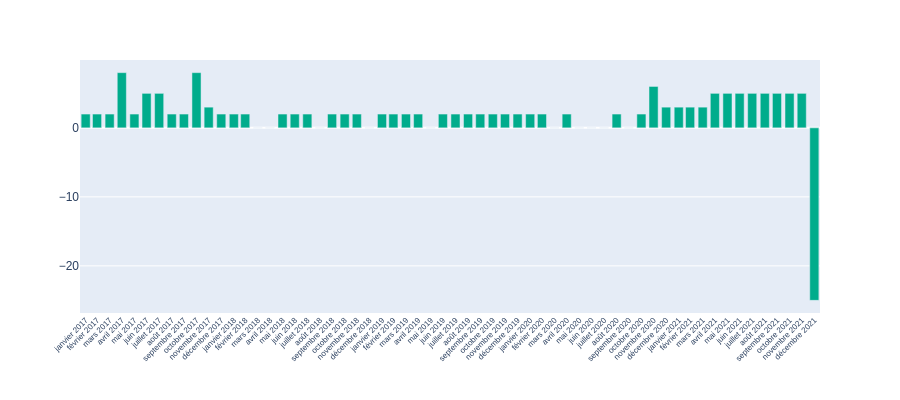 0
−10
−20
janvier 2017
février 2017
mars 2017
avril 2017
mai 2017
juin 2017
juillet 2017
août 2017
septembre 2017
octobre 2017
novembre 2017
décembre 2017
janvier 2018
février 2018
mars 2018
avril 2018
mai 2018
juin 2018
juillet 2018
août 2018
septembre 2018
octobre 2018
novembre 2018
décembre 2018
janvier 2019
février 2019
mars 2019
avril 2019
mai 2019
juin 2019
juillet 2019
août 2019
septembre 2019
octobre 2019
novembre 2019
décembre 2019
janvier 2020
février 2020
mars 2020
avril 2020
mai 2020
juin 2020
juillet 2020
août 2020
septembre 2020
octobre 2020
novembre 2020
décembre 2020
janvier 2021
février 2021
mars 2021
avril 2021
mai 2021
juin 2021
juillet 2021
août 2021
septembre 2021
octobre 2021
novembre 2021
décembre 2021